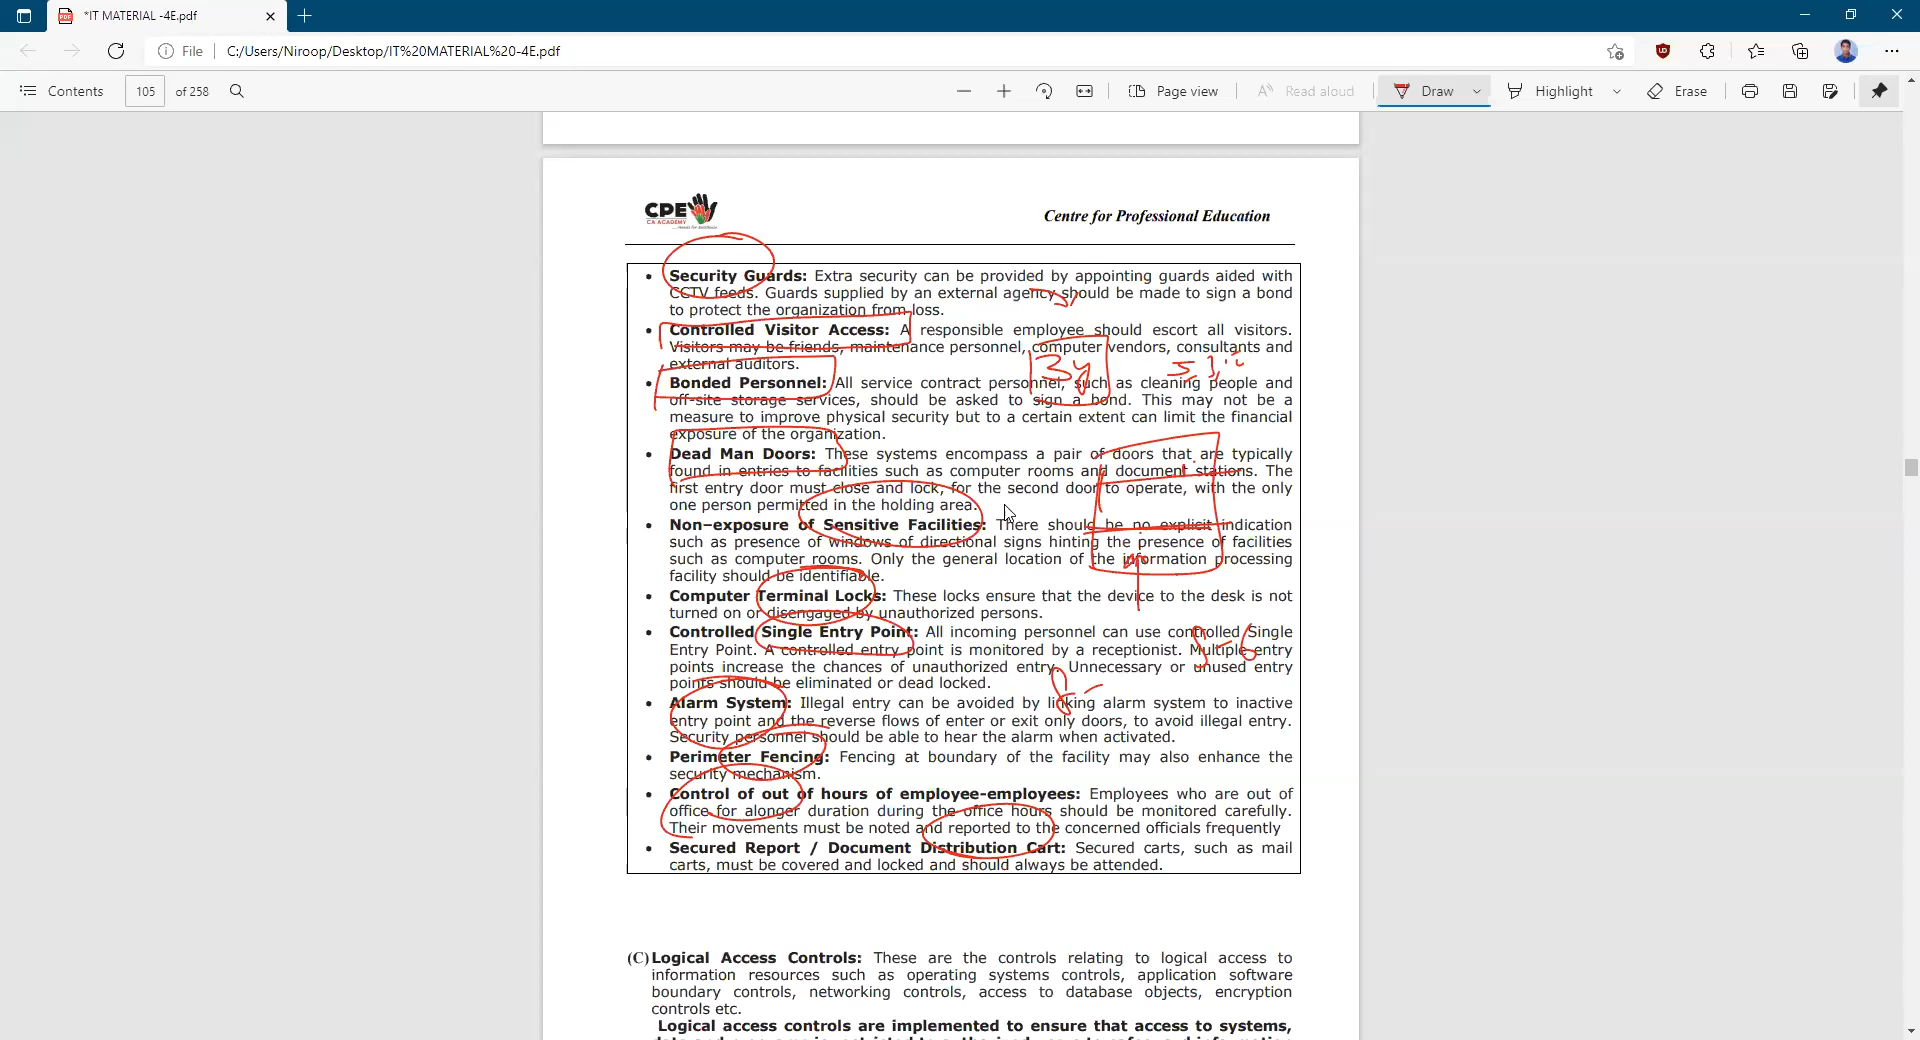 *IT MATERIAL -4E.pdf
File
C:/Users/Niroop/Desktop/IT%20MATERIAL%20-4E.pdf
Contents
105
of 258
Page view
Read aloud
Draw
Highlight
Erase
CPE
CA ACADEMY
Centre for Professional Education
• Security Guards: Extra security can be provided by appointing guards aided with
CCTV feeds. Guards supplied by an external agency should be made to sign a bond
to protect the organization from loss.
• Controlled Visitor Access: A responsible employee should escort all visitors.
Visitors may be friends, maintenance personnel, computer vendors, consultants and
external auditors.
3y
• Bonded Personnel: All service contract personnel, such as cleaning people and
off-site storage services, should be asked to sign a bond. This may not be a
measure to improve physical security but to a certain extent can limit the financial
exposure of the organization.
• Dead Man Doors: These systems encompass a pair of doors that are typically
found in entries to facilities such as computer rooms and document stations. The
first entry door must close and lock, for the second door to operate, with the only
one person permitted in the holding area.
• Non–exposure of Sensitive Facilities: There should be no explicit indication
such as presence of windows of directional signs hinting the presence of facilities
such as computer rooms. Only the general location of the information processing
facility should be identifiable.
• Computer Terminal Locks: These locks ensure that the device to the desk is not
turned on or disengaged by unauthorized persons.
• Controlled Single Entry Point: All incoming personnel can use controlled Single
Entry Point. A controlled entry point is monitored by a receptionist. Multiple entry
points increase the chances of unauthorized entry. Unnecessary or unused entry
points should be eliminated or dead locked.
• Alarm System: Illegal entry can be avoided by linking alarm system to inactive
entry point and the reverse flows of enter or exit only doors, to avoid illegal entry.
Security personnel should be able to hear the alarm when activated.
• Perimeter Fencing: Fencing at boundary of the facility may also enhance the
security mechanism.
• Control of out of hours of employee-employees: Employees who are out of
office for alonger duration during the office hours should be monitored carefully.
Their movements must be noted and reported to the concerned officials frequently
• Secured Report / Document Distribution Cart: Secured carts, such as mail
carts, must be covered and locked and should always be attended.
(C) Logical Access Controls: These are the controls relating to logical access to
information resources such as operating systems controls, application software
boundary controls, networking controls, access to database objects, encryption
controls etc.
Logical access controls are implemented to ensure that access to systems,